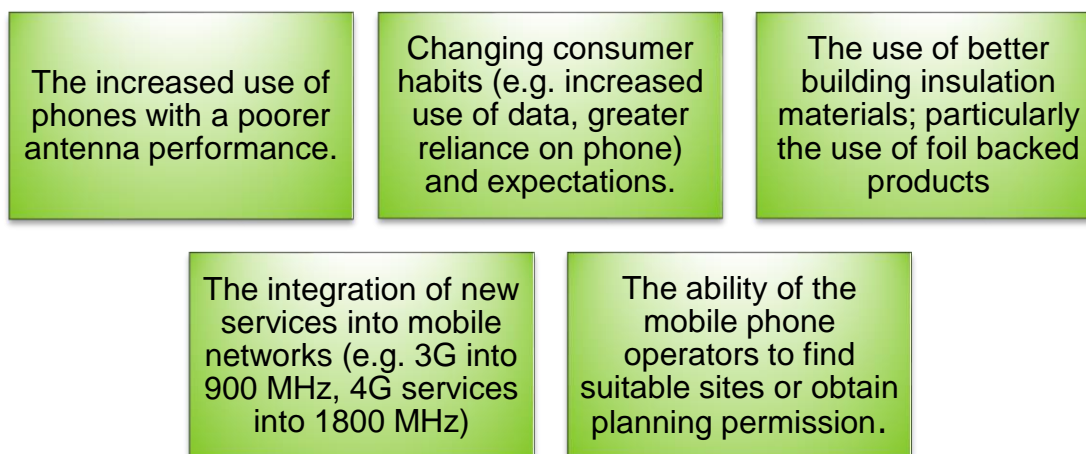 The increased use of
phones with a poorer
antenna performance.
Changing consumer
habits (e.g. increased
use of data, greater
reliance on phone)
and expectations.
The use of better
building insulation
materials; particularly
the use of foil backed
products
The integration of new
services into mobile
networks (e.g. 3G into
900 MHz, 4G services
into 1800 MHz)
The ability of the
mobile phone
operators to find
suitable sites or obtain
planning permission.